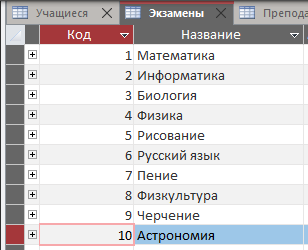 Учащиеся Экзамены Препода
Код Название
1 Математика
2 Информатика
3 Биология
4 Физика
5 Рисование
6 Русский язык
7 Пение
8 Физкультура
9 Черчение
10 Астрономия